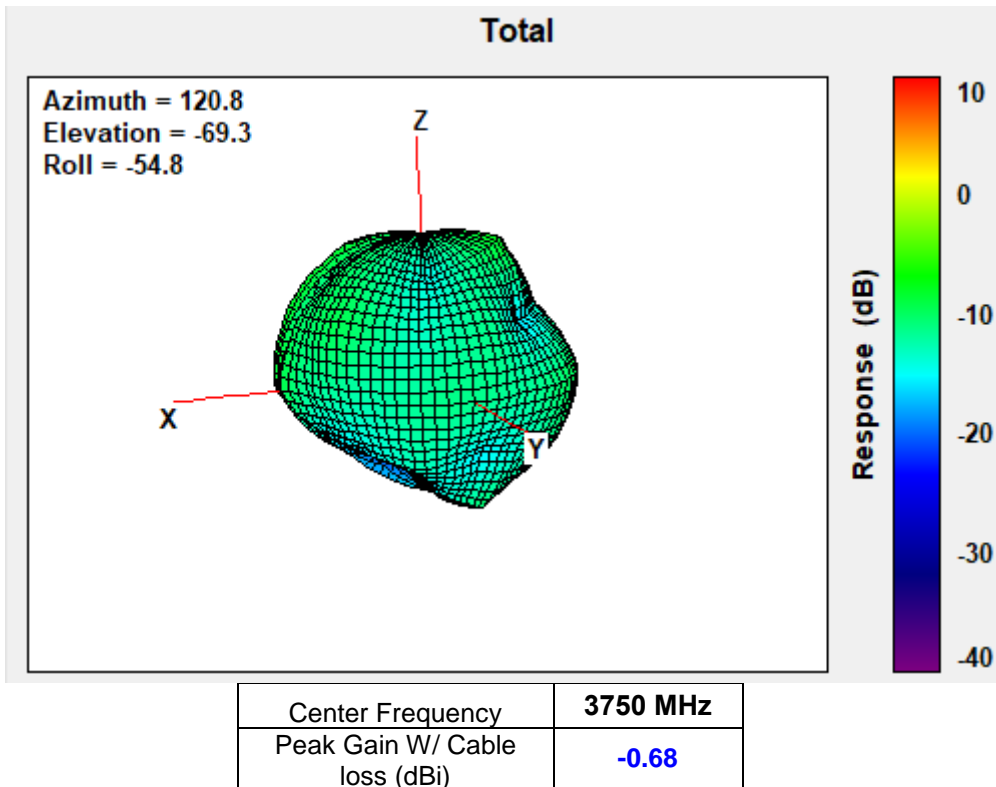 Total
Azimuth = 120.8
Elevation = -69.3
Roll = -54.8
Z
X
Y
Response (dB)
10
0
-10
-20
-30
-40
Center Frequency
3750 MHz
Peak Gain W/ Cable
loss (dBi)
-0.68